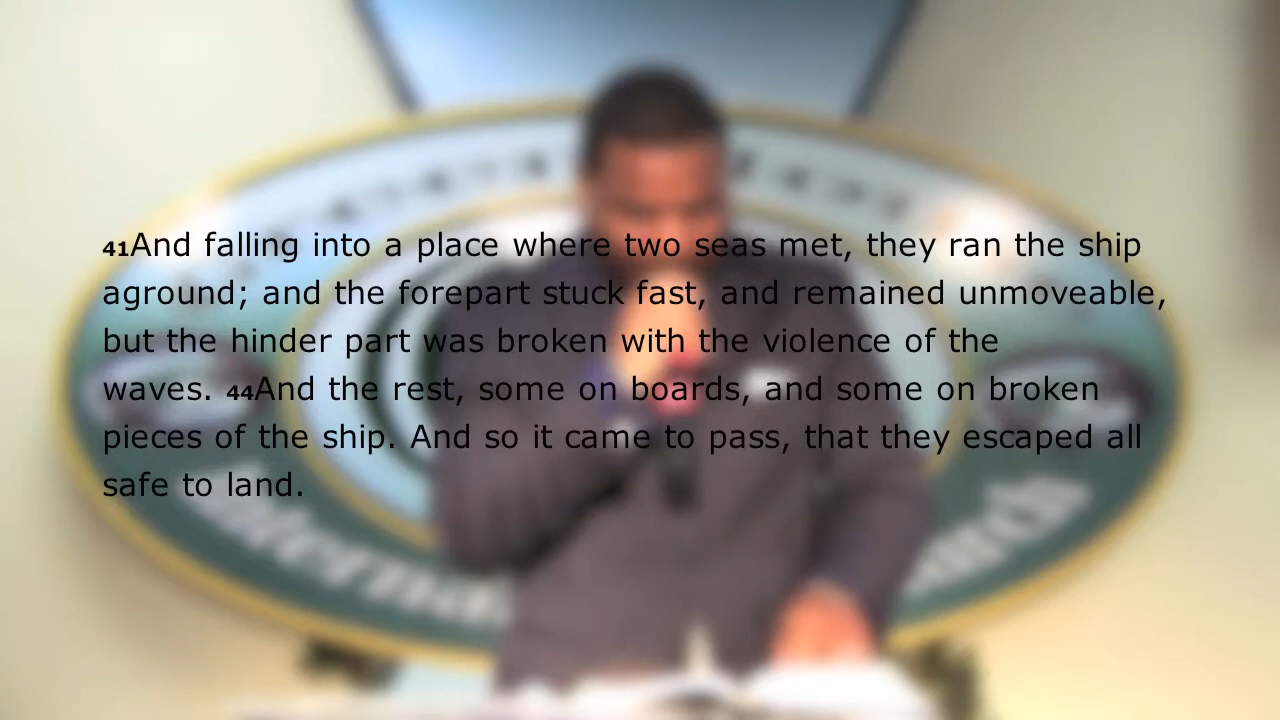 41And falling into a place where two seas met, they ran the ship
aground; and the forepart stuck fast, and remained unmoveable,
but the hinder part was broken with the violence of the
waves. 44And the rest, some on boards, and some on broken
pieces of the ship. And so it came to pass, that they escaped all
safe to land.